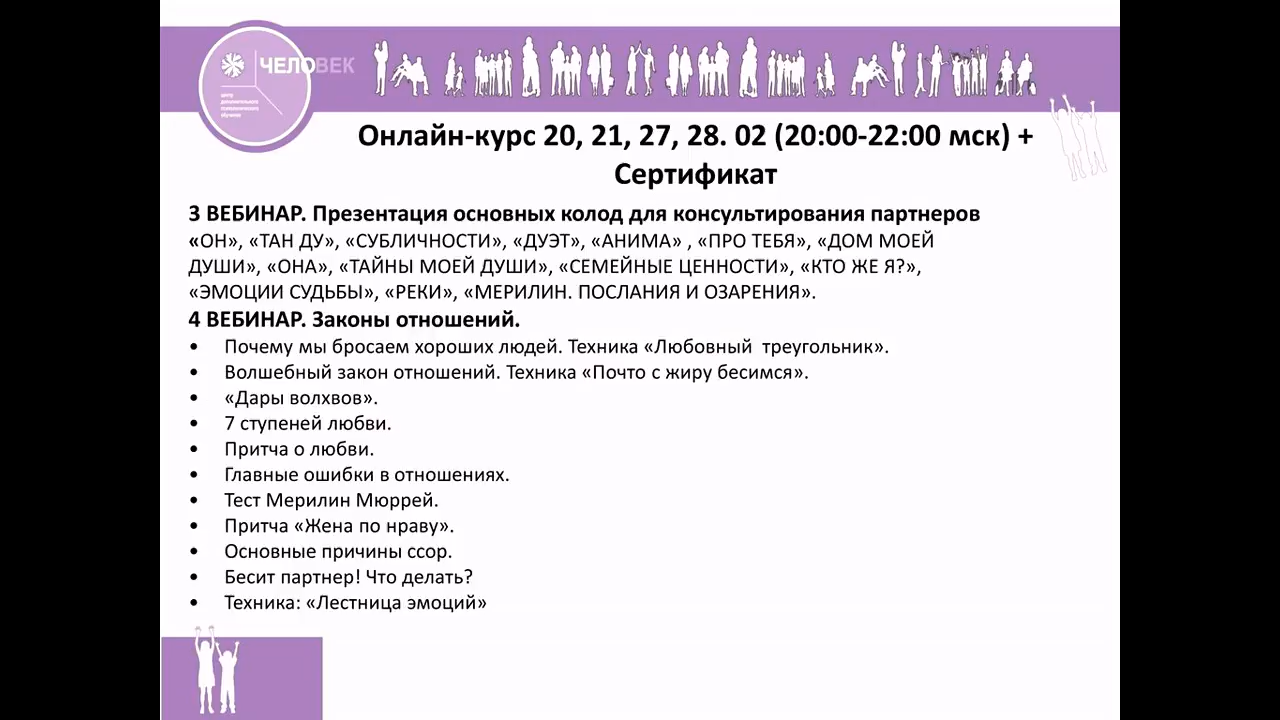 ЧЕЛОВЕК
центр
дополнительного
психологического
обучения
Онлайн-курс 20, 21, 27, 28. 02 (20:00-22:00 мск) +
Сертификат
3 ВЕБИНАР. Презентация основных колод для консультирования партнеров
«ОН», «ТАН ДУ», «СУБЛИЧНОСТИ», «ДУЭТ», «АНИМА» , «ПРО ТЕБЯ», «ДОМ МОЕЙ
ДУШИ», «ОНА», «ТАЙНЫ МОЕЙ ДУШИ», «СЕМЕЙНЫЕ ЦЕННОСТИ», «КТО ЖЕ Я?»,
«ЭМОЦИИ СУДЬБЫ», «РЕКИ», «МЕРИЛИН. ПОСЛАНИЯ И ОЗАРЕНИЯ».
4 ВЕБИНАР. Законы отношений.
• Почему мы бросаем хороших людей. Техника «Любовный  треугольник».
• Волшебный закон отношений. Техника «Почто с жиру бесимся».
• «Дары волхвов».
• 7 ступеней любви.
• Притча о любви.
• Главные ошибки в отношениях.
• Тест Мерилин Мюррей.
• Притча «Жена по нраву».
• Основные причины ссор.
• Бесит партнер! Что делать?
• Техника: «Лестница эмоций»